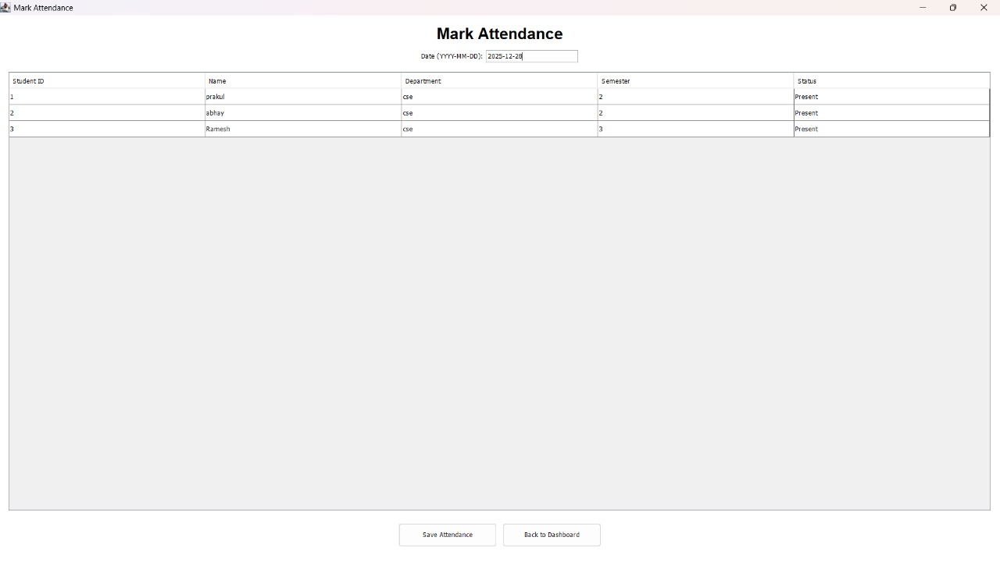 Mark Attendance
Mark Attendance
Date (YYYY-MM-DD): 2025-12-28
Student ID Name Department Semester Status
1 prakul cse 2 Present
2 abhay cse 2 Present
3 Ramesh cse 3 Present
Save Attendance Back to Dashboard